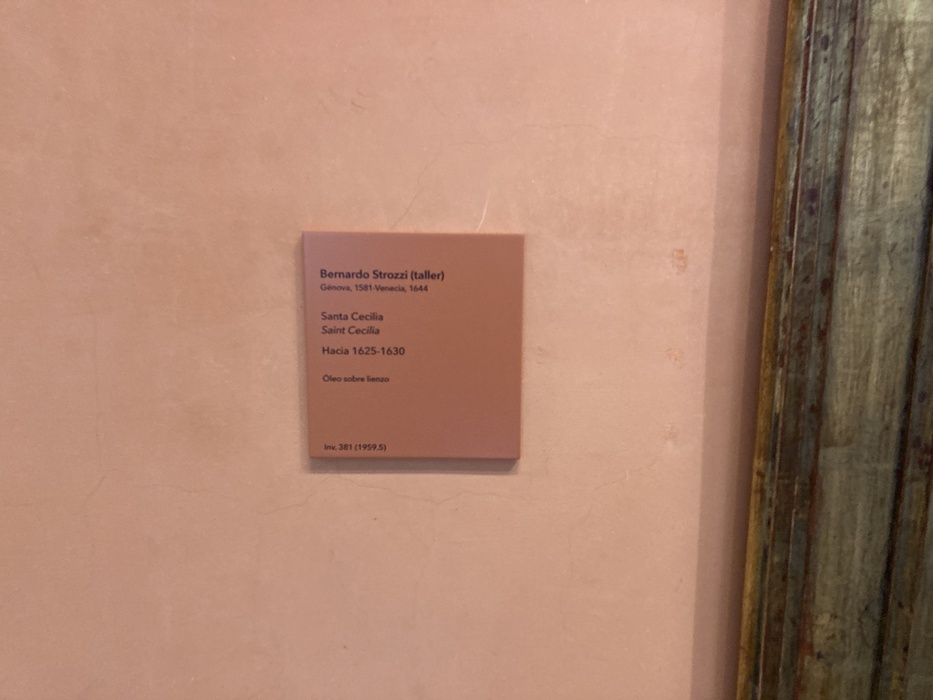 Bernardo Strozzi (taller)
Génova, 1581-Venecia, 1644
Santa Cecilia
Saint Cecilia
Hacia 1625-1630
Óleo sobre lienzo
Inv. 381 (1959.5)